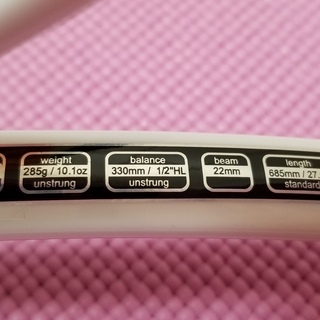 weight
285g / 10.1oz
unstrung
balance
330mm / 1/2"HL
unstrung
beam
22mm
length
685mm / 27.
standard